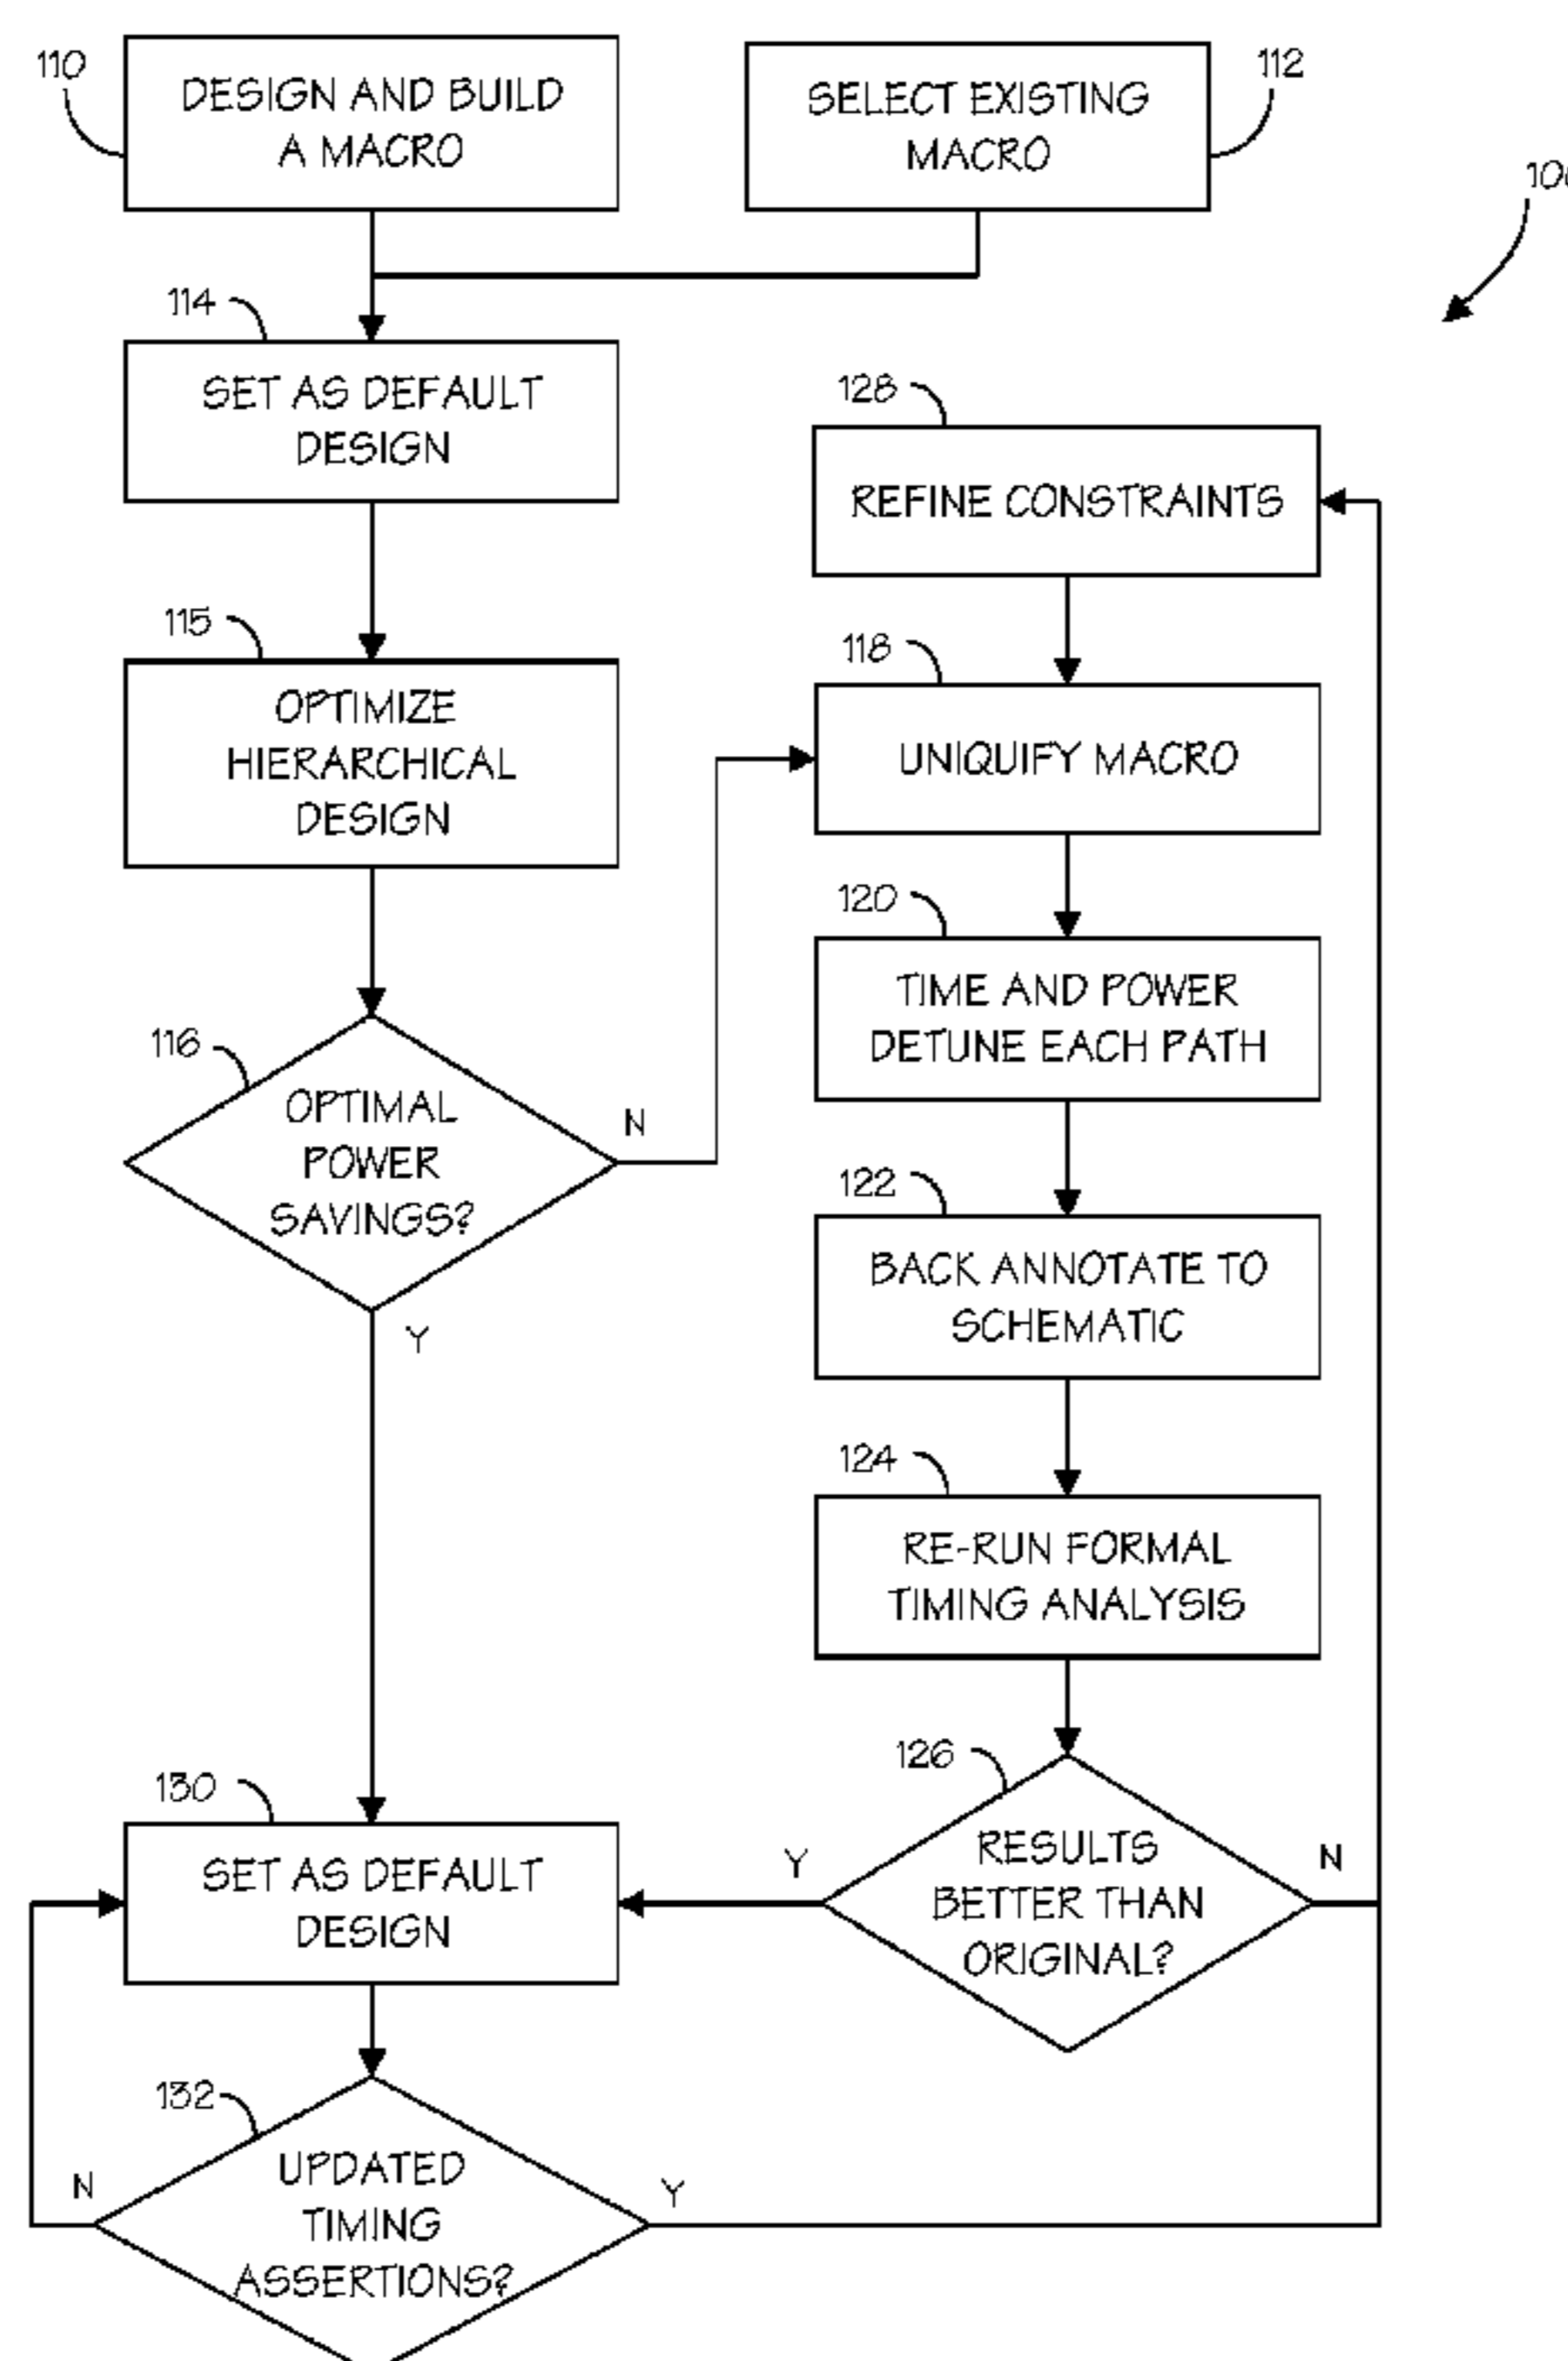 110
DESIGN AND BUILD
A MACRO
SELECT EXISTING
MACRO
112
114
SET AS DEFAULT
DESIGN
128
REFINE CONSTRAINTS
115
OPTIMIZE
HIERARCHICAL
DESIGN
118
UNIQUIFY MACRO
120
TIME AND POWER
DETUNE EACH PATH
116
OPTIMAL
POWER
SAVINGS?
N
Y
122
BACK ANNOTATE TO
SCHEMATIC
124
RE-RUN FORMAL
TIMING ANALYSIS
126
RESULTS
BETTER THAN
ORIGINAL?
Y
N
130
SET AS DEFAULT
DESIGN
132
UPDATED
TIMING
ASSERTIONS?
N
Y